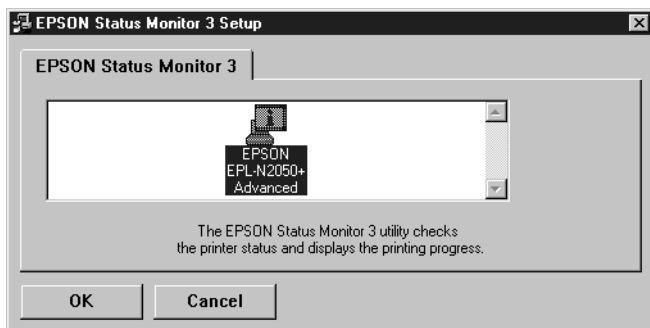 EPSON Status Monitor 3 Setup
EPSON Status Monitor 3
EPSON
EPL-N2050+
Advanced
The EPSON Status Monitor 3 utility checks
the printer status and displays the printing progress.
OK
Cancel